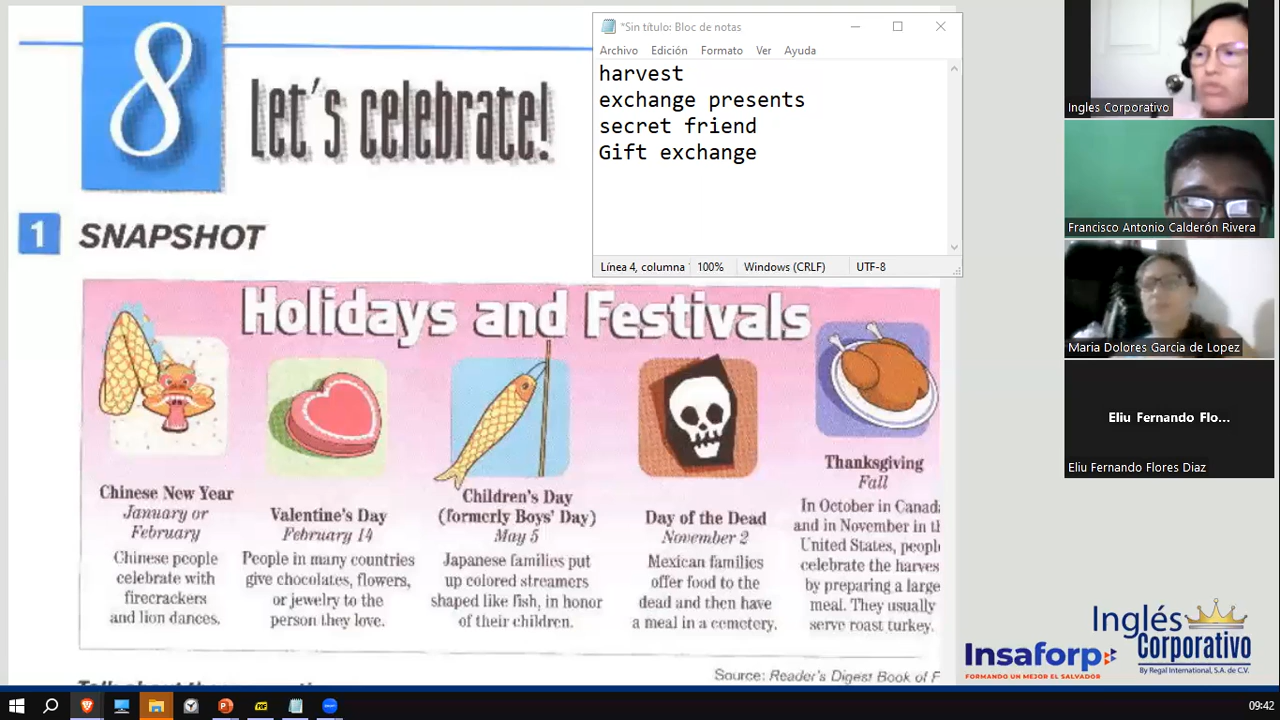 8
Let's celebrate!
1 SNAPSHOT
Holidays and Festivals
Chinese New Year
January or
February
Chinese people
celebrate with
firecrackers
and lion dances.
Valentine's Day
February 14
People in many countries
give chocolates, flowers,
or jewelry to the
person they love.
Children's Day
(formerly Boys' Day)
May 5
Japanese families put
up colored streamers
shaped like fish, in honor
of their children.
Day of the Dead
November 2
Mexican families
offer food to the
dead and then have
a meal in a cemetery.
Thanksgiving
Fall
In October in Canad
and in November in th
United States, peopl
celebrate the harves
by preparing a large
meal. They usually
serve roast turkey.
Source: Reader's Digest Book of F
*Sin título: Bloc de notas
Archivo Edición Formato Ver Ayuda
harvest
exchange presents
secret friend
Gift exchange
Línea 4, columna 100% Windows (CRLF) UTF-8
Ingles Corporativo
Francisco Antonio Calderón Rivera
Maria Dolores Garcia de Lopez
Eliu Fernando Flo...
Eliu Fernando Flores Diaz
Insaforp
FORMANDO UN MEJOR EL SALVADOR
Inglés
Corporativo
By Regal International, S.A. de C.V.
09:42